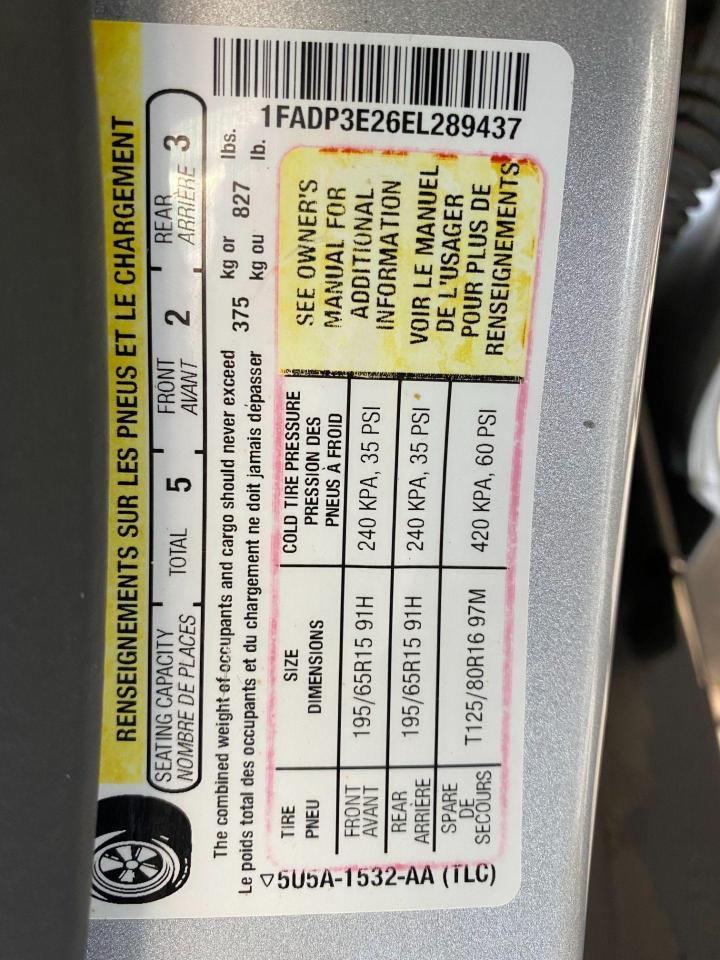 RENSEIGNEMENTS SUR LES PNEUS ET LE CHARGEMENT
SEATING CAPACITY TOTAL 5 FRONT 2 REAR 3
NOMBRE DE PLACES AVANT ARRIÈRE
The combined weight of occupants and cargo should never exceed 375 kg or 827 lbs.
Le poids total des occupants et du chargement ne doit jamais dépasser kg ou lb.
1FADP3E26EL289437
TIRE SIZE COLD TIRE PRESSURE
PNEU DIMENSIONS PRESSION DES
PNEUS À FROID
FRONT
AVANT 195/65R15 91H 240 KPA, 35 PSI
REAR
ARRIÈRE 195/65R15 91H 240 KPA, 35 PSI
SPARE
DE
SECOURS T125/80R16 97M 420 KPA, 60 PSI
SEE OWNER'S
MANUAL FOR
ADDITIONAL
INFORMATION
VOIR LE MANUEL
DE L'USAGER
POUR PLUS DE
RENSEIGNEMENTS
▽5U5A-1532-AA (TLC)